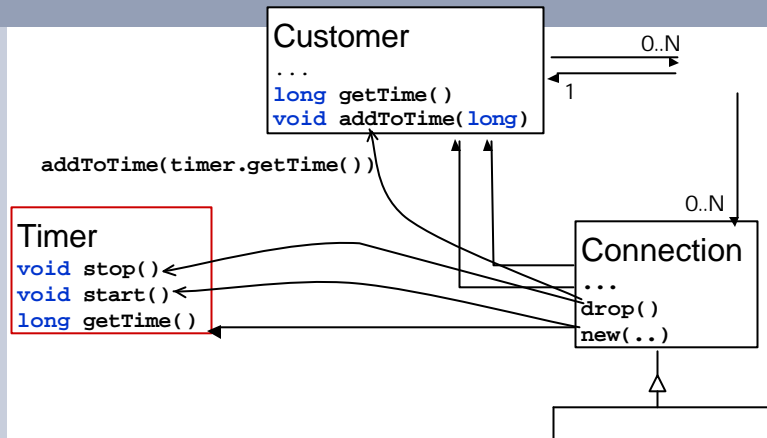 Customer
...
long getTime()
void addToTime(long)
0..N
1
addToTime(timer.getTime())
0..N
Timer
void stop()
void start()
long getTime()
Connection
...
drop()
new(..)